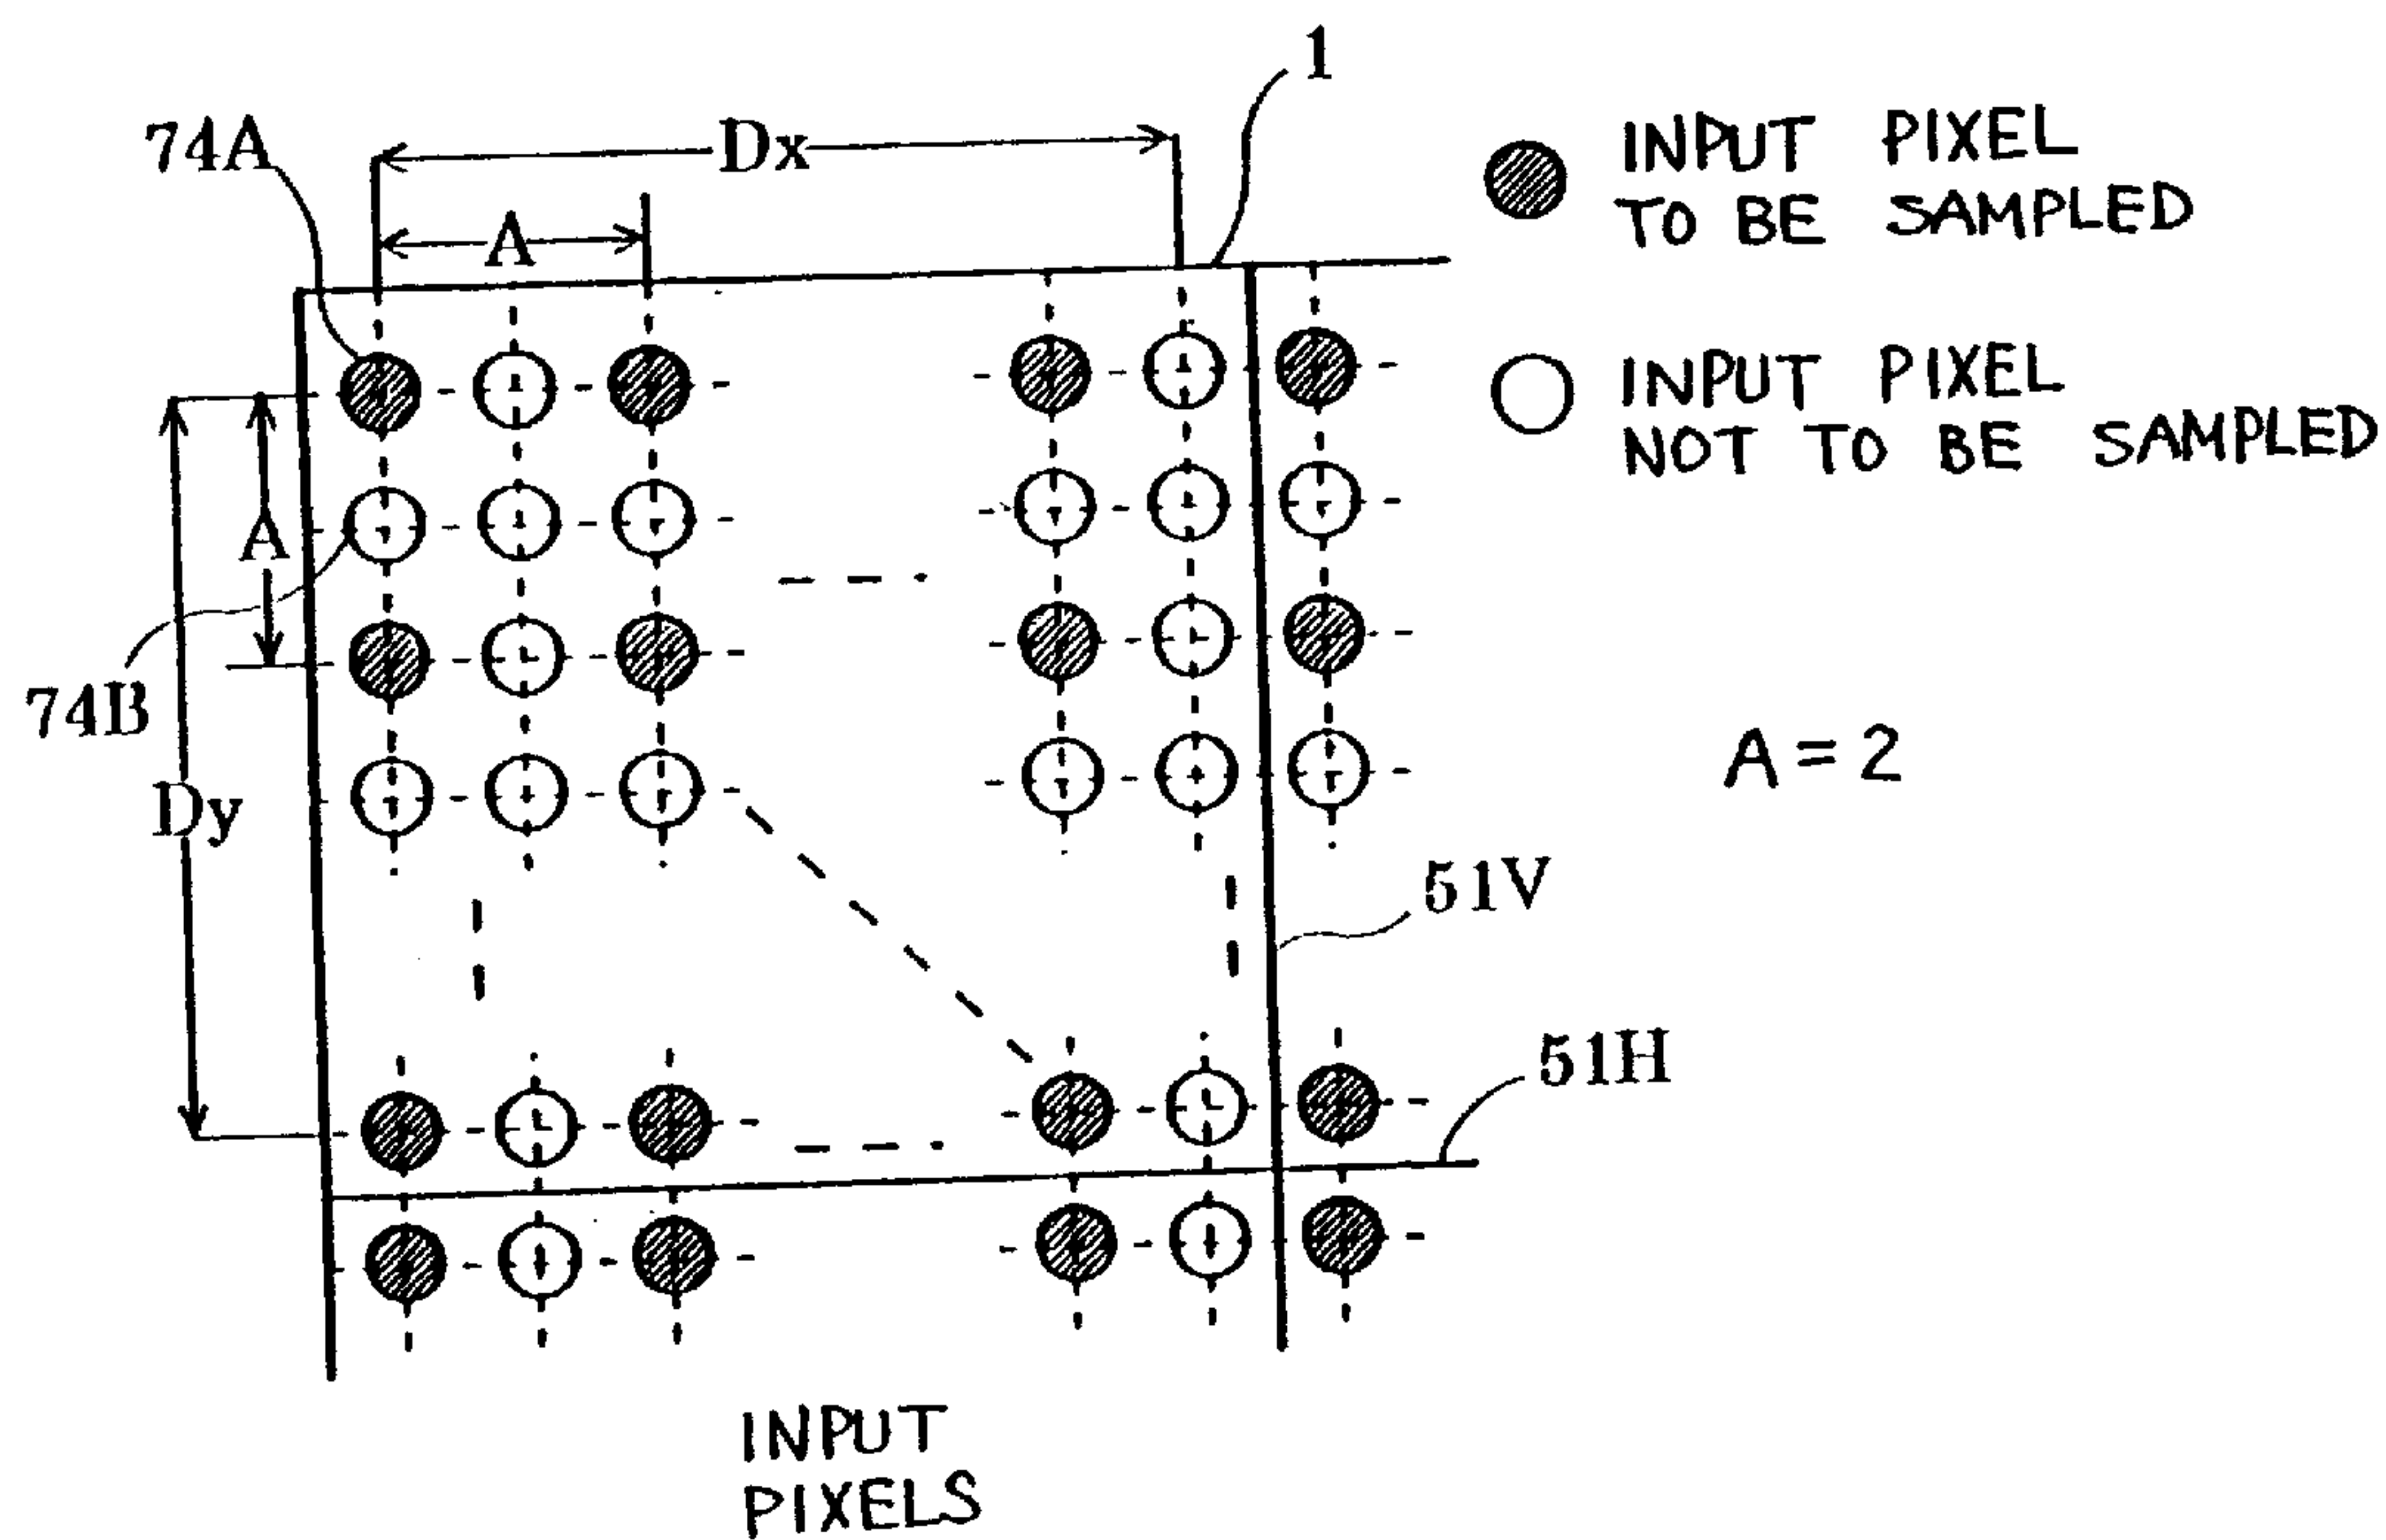 1
74A
Dx
A
INPUT PIXEL
TO BE SAMPLED
INPUT PIXEL
NOT TO BE SAMPLED
A
74B
A = 2
Dy
51V
51H
INPUT
PIXELS